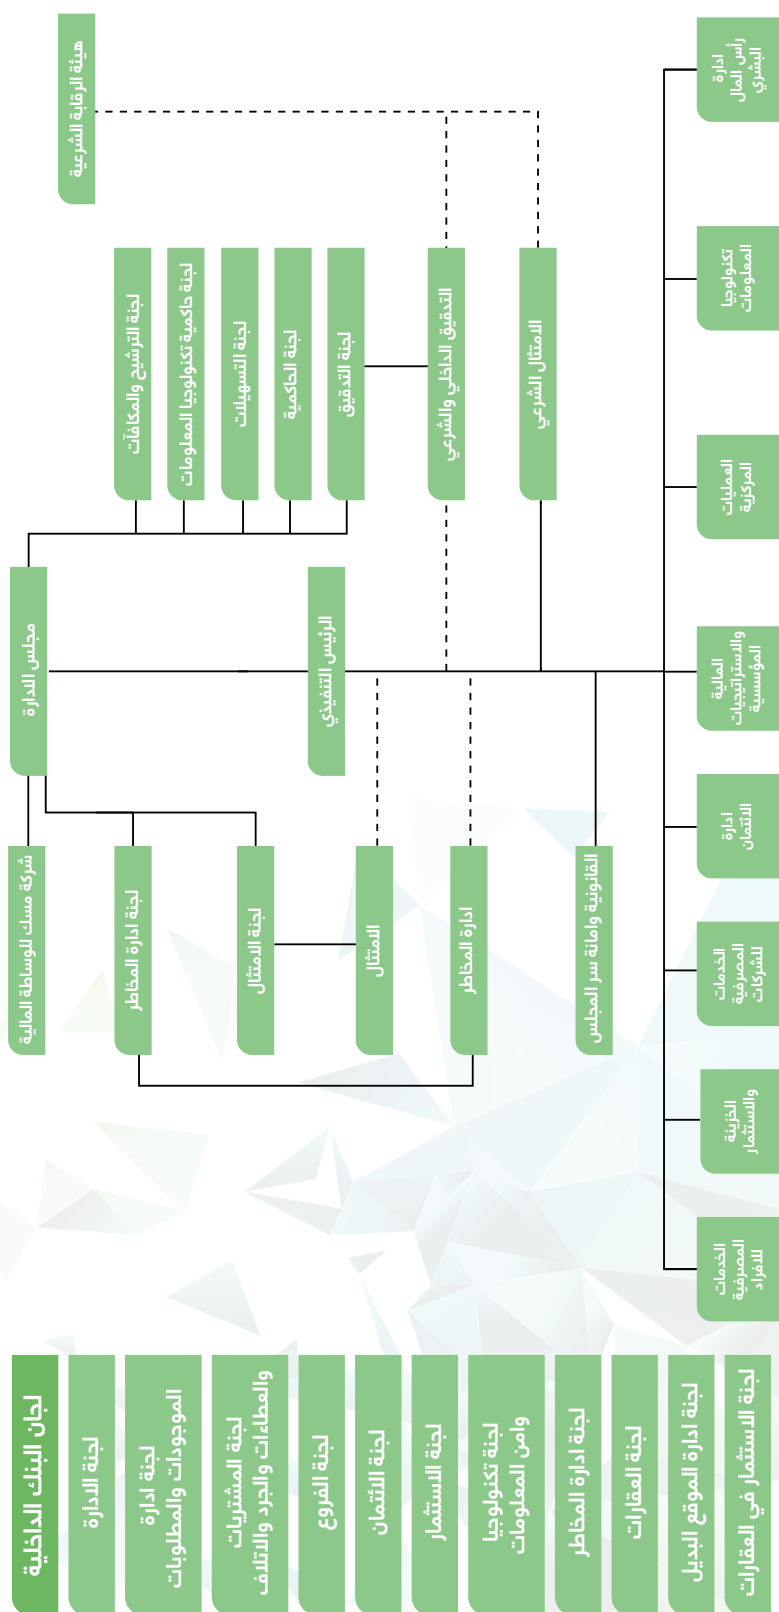 هيئة الرقابة الشرعية
مجلس الادارة
شركة مسك للوساطة المالية
لجنة الترشيح والمكافآت
لجنة حاكمية تكنولوجيا المعلومات
لجنة التسهيلات
لجنة الحاكمية
لجنة التدقيق
التدقيق الداخلي والشرعي
الامتثال الشرعي
الرئيس التنفيذي
لجنة ادارة المخاطر
لجنة الامتثال
الامتثال
ادارة المخاطر
القانونية وامانة سر المجلس
ادارة
رأس المال
البشري
تكنولوجيا
المعلومات
العمليات
المركزية
المالية
والاستراتيجيات
المؤسسية
ادارة
الائتمان
الخدمات
المصرفية
للشركات
الخزينة
والاستثمار
الخدمات
المصرفية
للافراد
لجان البنك الداخلية
لجنة الادارة
لجنة ادارة
الموجودات والمطلوبات
لجنة المشتريات
والعطاءات والجرد والاتلاف
لجنة الفروع
لجنة الائتمان
لجنة الاستثمار
لجنة تكنولوجيا
وامن المعلومات
لجنة ادارة المخاطر
لجنة العقارات
لجنة ادارة الموقع البديل
لجنة الاستثمار في العقارات